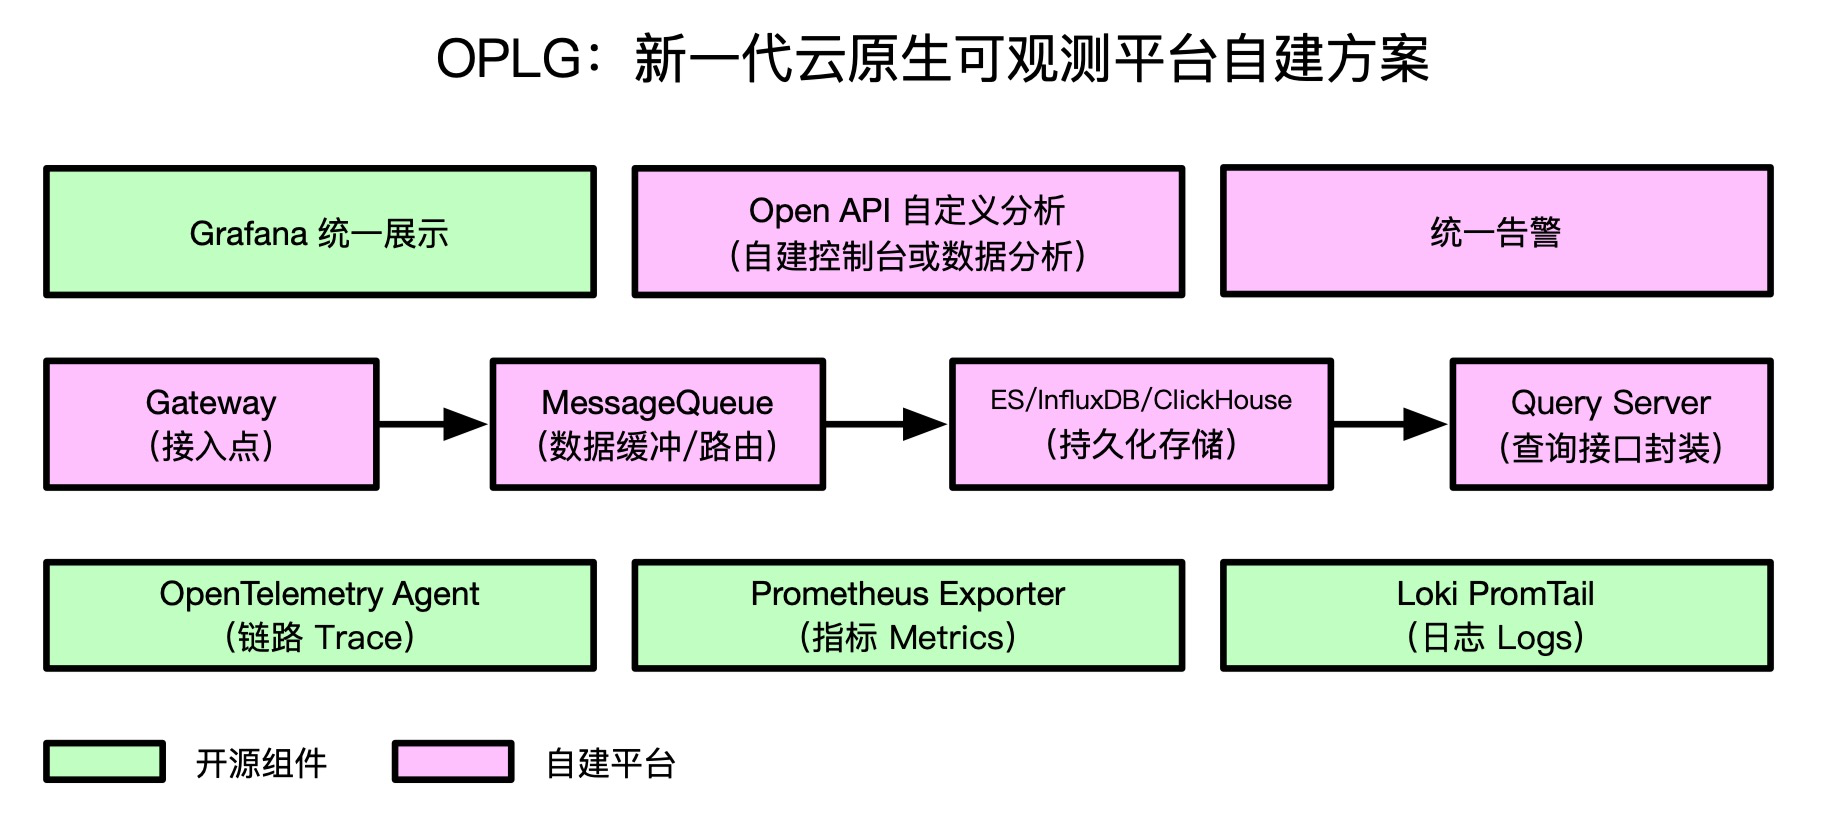 OPLG：新一代云原生可观测平台自建方案
Grafana 统一展示
Open API 自定义分析
（自建控制台或数据分析）
统一告警
Gateway
（接入点）
MessageQueue
（数据缓冲/路由）
ES/InfluxDB/ClickHouse
（持久化存储）
Query Server
（查询接口封装）
OpenTelemetry Agent
（链路 Trace）
Prometheus Exporter
（指标 Metrics）
Loki PromTail
（日志 Logs）
开源组件
自建平台